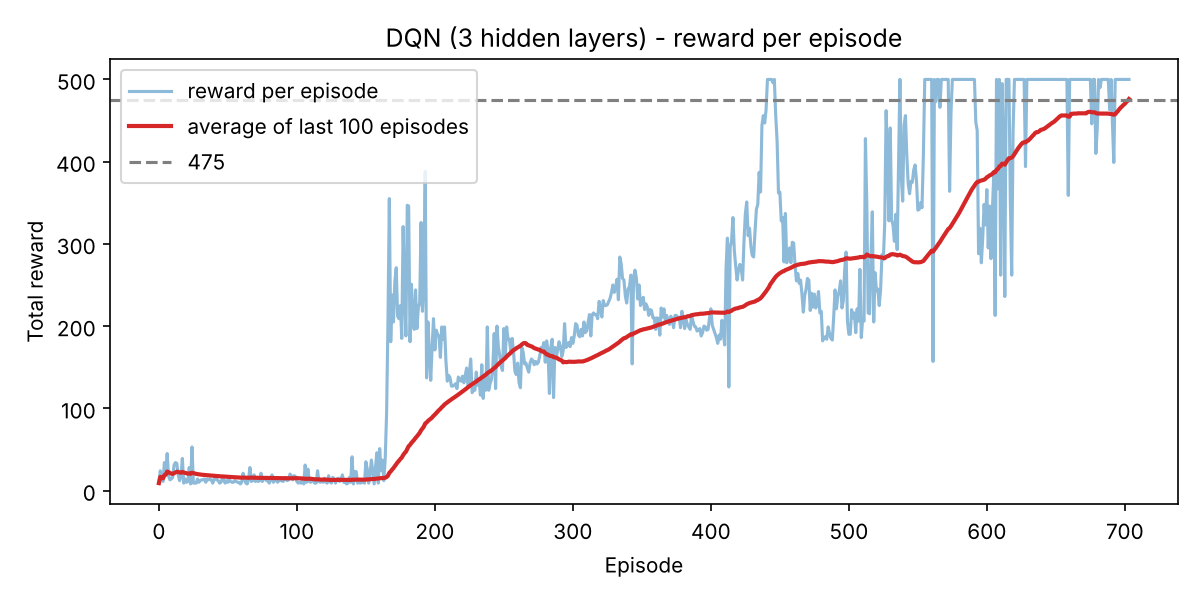 DQN (3 hidden layers) - reward per episode
reward per episode
average of last 100 episodes
475
Total reward
500
400
300
200
100
0
0 100 200 300 400 500 600 700
Episode